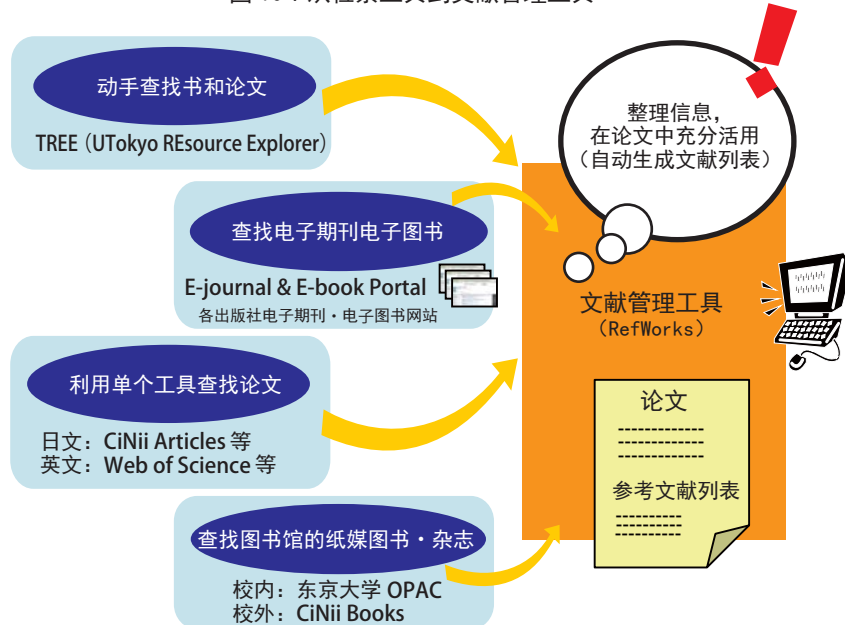 动手查找书和论文
TREE（UTokyo REsource Explorer）
查找电子期刊电子图书
E-journal & E-book Portal
各出版社电子期刊・电子图书网站
利用单个工具查找论文
日文：CiNii Articles 等
英文：Web of Science 等
查找图书馆的纸媒图书・杂志
校内：东京大学 OPAC
校外：CiNii Books
整理信息，
在论文中充分活用
（自动生成文献列表）
文献管理工具
（RefWorks）
论文
参考文献列表